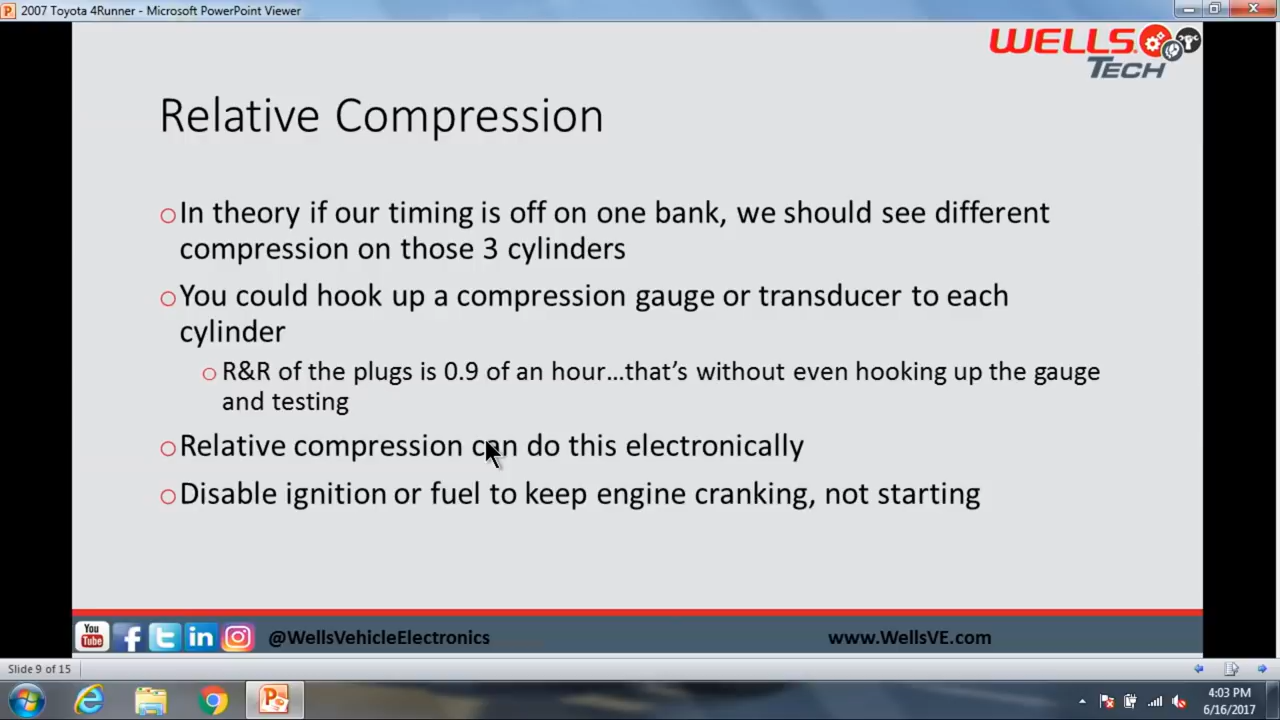 2007 Toyota 4Runner - Microsoft PowerPoint Viewer
WELLS
TECH
Relative Compression
In theory if our timing is off on one bank, we should see different
compression on those 3 cylinders
You could hook up a compression gauge or transducer to each
cylinder
R&R of the plugs is 0.9 of an hour…that's without even hooking up the gauge
and testing
Relative compression can do this electronically
Disable ignition or fuel to keep engine cranking, not starting
You
Tube
@WellsVehicleElectronics
www.WellsVE.com
Slide 9 of 15
4:03 PM
6/16/2017